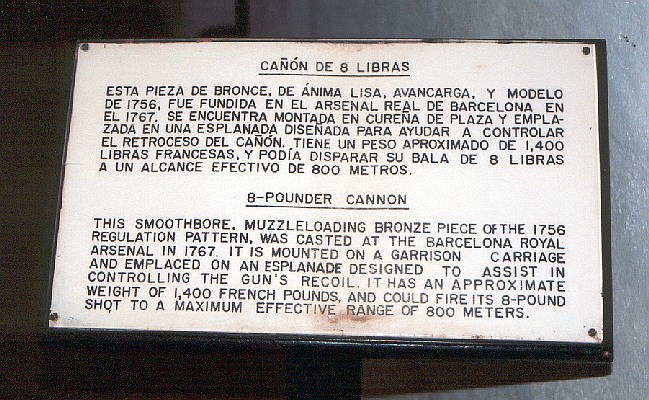 CAÑÓN DE 8 LIBRAS
ESTA PIEZA DE BRONCE, DE ÁNIMA LISA, AVANCARGA, Y MODELO
DE 1756, FUE FUNDIDA EN EL ARSENAL REAL DE BARCELONA EN
EL 1767. SE ENCUENTRA MONTADA EN CUREÑA DE PLAZA Y EMPLA-
ZADA EN UNA ESPLANADA DISEÑADA PARA AYUDAR A CONTROLAR
EL RETROCESO DEL CAÑÓN. TIENE UN PESO APROXIMADO DE 1,400
LIBRAS FRANCESAS, Y PODÍA DISPARAR SU BALA DE 8 LIBRAS
A UN ALCANCE EFECTIVO DE 800 METROS.
8-POUNDER CANNON
THIS SMOOTHBORE, MUZZLELOADING BRONZE PIECE OF THE 1756
REGULATION PATTERN, WAS CASTED AT THE BARCELONA ROYAL
ARSENAL IN 1767. IT IS MOUNTED ON A GARRISON CARRIAGE
AND EMPLACED ON AN ESPLANADE DESIGNED TO ASSIST IN
CONTROLLING THE GUN'S RECOIL. IT HAS AN APPROXIMATE
WEIGHT OF 1,400 FRENCH POUNDS, AND COULD FIRE ITS 8-POUND
SHOT TO A MAXIMUM EFFECTIVE RANGE OF 800 METERS.